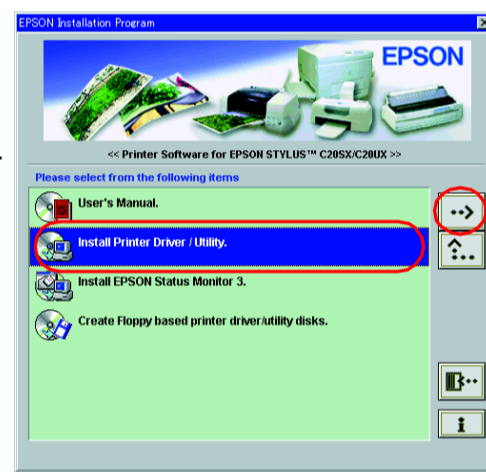 EPSON Installation Program
EPSON
<< Printer Software for EPSON STYLUS™ C20SX/C20UX >>
Please select from the following items
User's Manual.
Install Printer Driver / Utility.
Install EPSON Status Monitor 3.
Create Floppy based printer driver/utility disks.